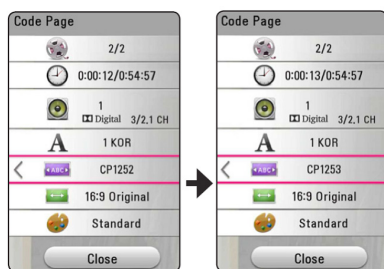 Code Page
2/2
0:00:12/0:54:57
1
Digital 3/2,1 CH
A 1 KOR
ABC CP1252
16:9 Original
Standard
Close
Code Page
2/2
0:00:13/0:54:57
1
Digital 3/2,1 CH
A 1 KOR
ABC CP1253
16:9 Original
Standard
Close